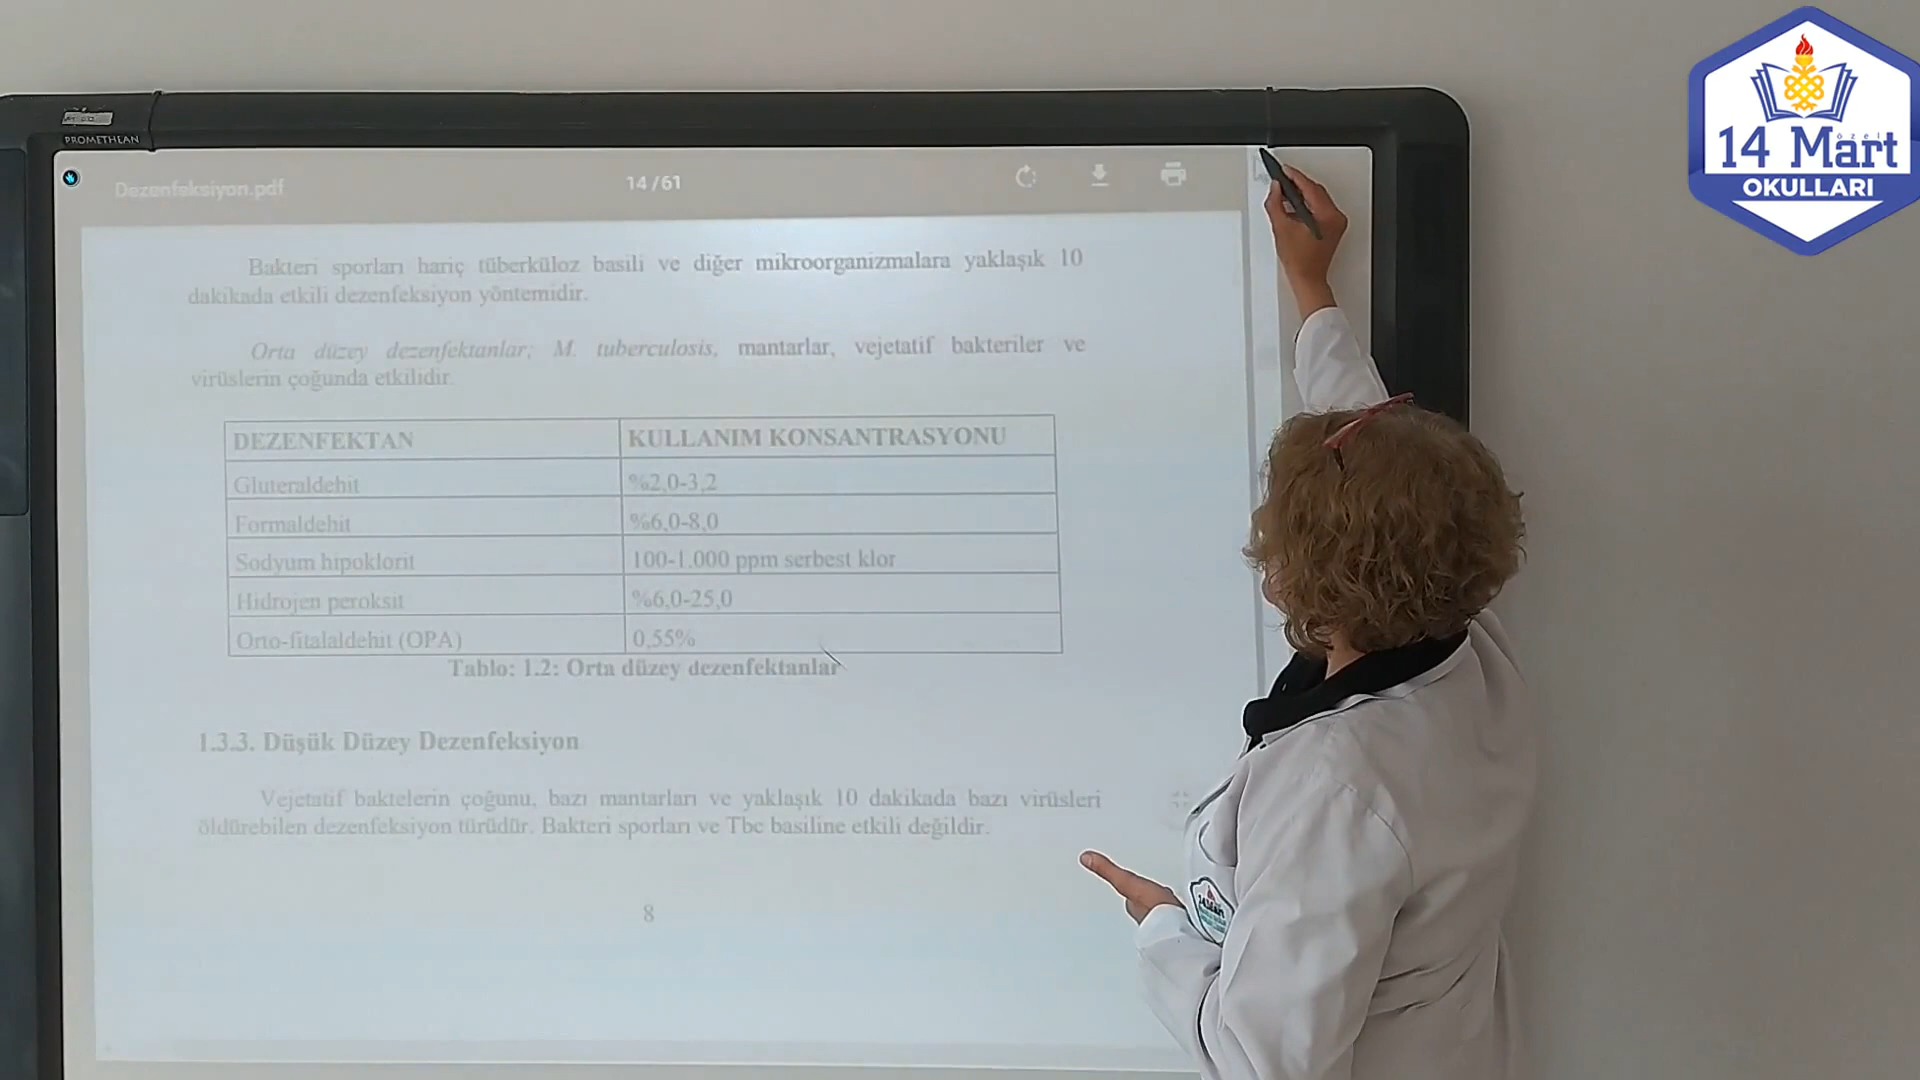 PROMETHEAN
Dezenfeksiyon.pdf
14 /61
Bakteri sporları hariç tüberküloz basili ve diğer mikroorganizmalara yaklaşık 10
dakikada etkili dezenfeksiyon yöntemidir.
Orta düzey dezenfektanlar; M. tuberculosis, mantarlar, vejetatif bakteriler ve
virüslerin çoğunda etkilidir.
DEZENFEKTAN KULLANIM KONSANTRASYONU
Gluteraldehit %2,0-3,2
Formaldehit %6,0-8,0
Sodyum hipoklorit 100-1.000 ppm serbest klor
Hidrojen peroksit %6,0-25,0
Orto-fitalaldehit (OPA) 0,55%
Tablo: 1.2: Orta düzey dezenfektanlar
1.3.3. Düşük Düzey Dezenfeksiyon
Vejetatif baktelerin çoğunu, bazı mantarları ve yaklaşık 10 dakikada bazı virüsleri
öldürebilen dezenfeksiyon türüdür. Bakteri sporları ve Tbc basiline etkili değildir.
8
özel
14 Mart
OKULLARI